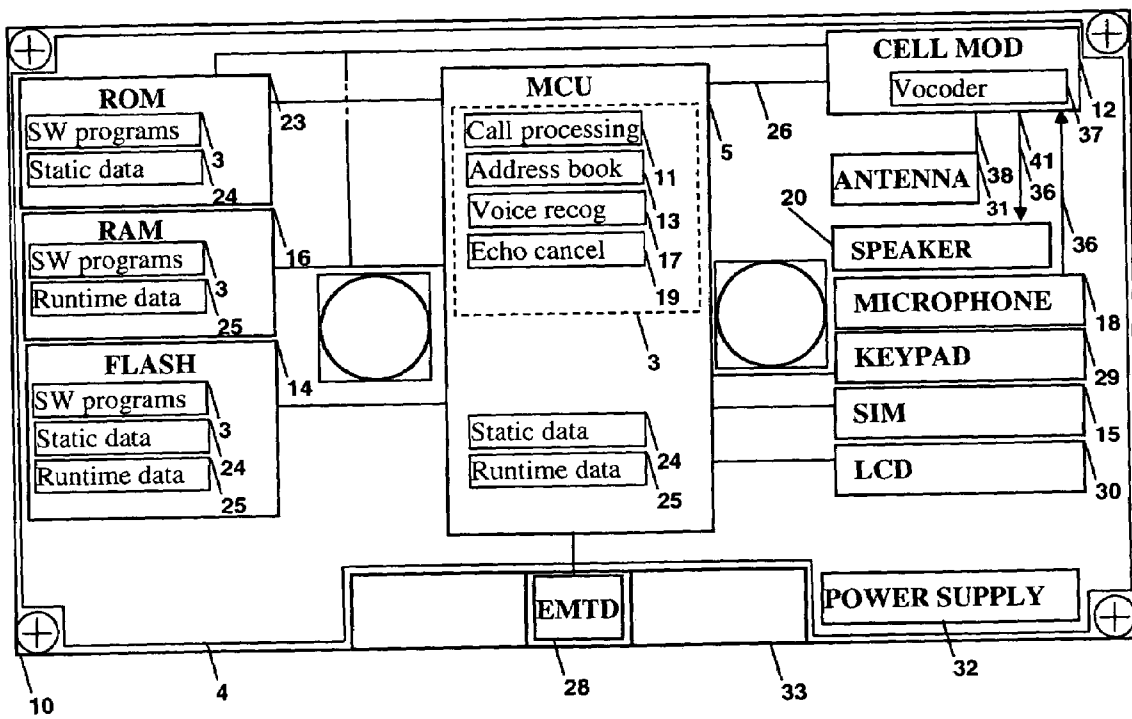 ROM
SW programs
3
Static data
24
23
RAM
SW programs
3
Runtime data
25
16
FLASH
SW programs
3
Static data
24
Runtime data
25
14
MCU
Call processing
11
Address book
13
Voice recog
17
Echo cancel
19
3
Static data
24
Runtime data
25
5
26
CELL MOD
Vocoder
12
37
38
41
36
ANTENNA
31
20
SPEAKER
36
MICROPHONE
18
KEYPAD
29
SIM
15
LCD
30
EMTD
POWER SUPPLY
10
4
28
33
32